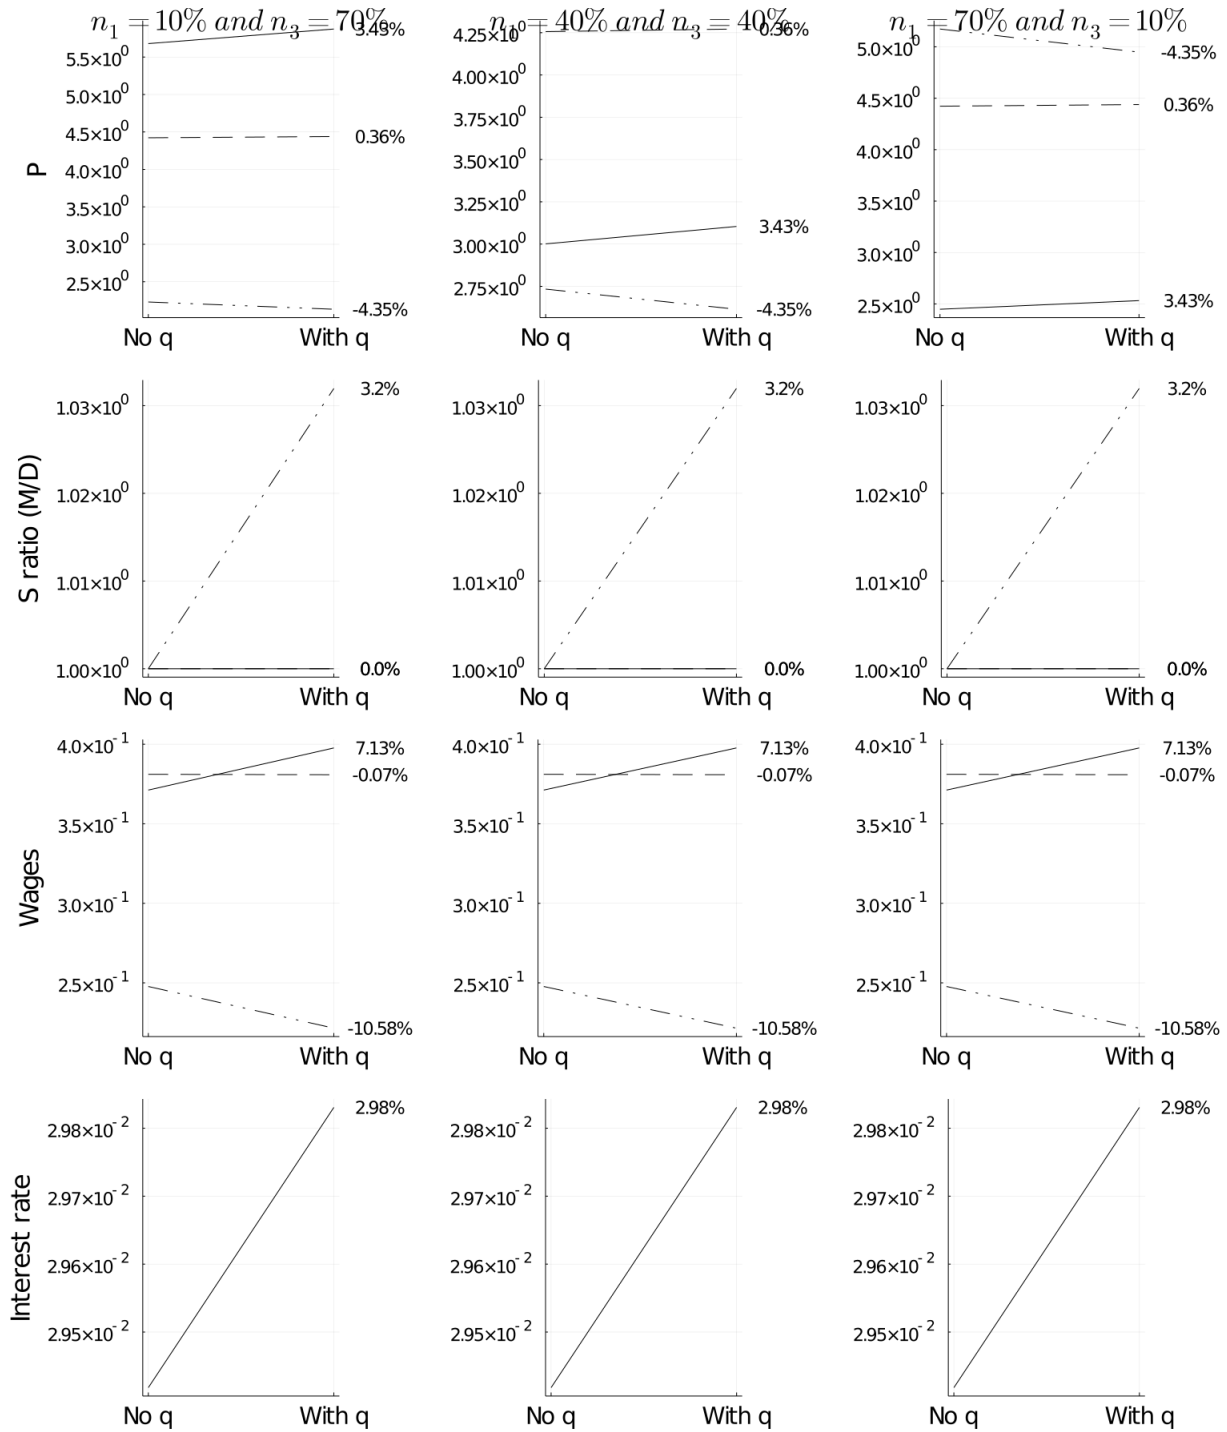 n₁ = 10% and n₃ = 70%
n₁ = 40% and n₃ = 40%
n₁ = 70% and n₃ = 10%
P
5.5×10⁰
5.0×10⁰
4.5×10⁰
4.0×10⁰
3.5×10⁰
3.0×10⁰
2.5×10⁰
3.43%
0.36%
-4.35%
No q
With q
4.25×10⁰
4.00×10⁰
3.75×10⁰
3.50×10⁰
3.25×10⁰
3.00×10⁰
2.75×10⁰
0.36%
3.43%
-4.35%
No q
With q
5.0×10⁰
4.5×10⁰
4.0×10⁰
3.5×10⁰
3.0×10⁰
2.5×10⁰
-4.35%
0.36%
3.43%
No q
With q
S ratio (M/D)
1.03×10⁰
1.02×10⁰
1.01×10⁰
1.00×10⁰
3.2%
0.0%
No q
With q
1.03×10⁰
1.02×10⁰
1.01×10⁰
1.00×10⁰
3.2%
0.0%
No q
With q
1.03×10⁰
1.02×10⁰
1.01×10⁰
1.00×10⁰
3.2%
0.0%
No q
With q
Wages
4.0×10⁻¹
3.5×10⁻¹
3.0×10⁻¹
2.5×10⁻¹
7.13%
-0.07%
-10.58%
No q
With q
4.0×10⁻¹
3.5×10⁻¹
3.0×10⁻¹
2.5×10⁻¹
7.13%
-0.07%
-10.58%
No q
With q
4.0×10⁻¹
3.5×10⁻¹
3.0×10⁻¹
2.5×10⁻¹
7.13%
-0.07%
-10.58%
No q
With q
Interest rate
2.98×10⁻²
2.97×10⁻²
2.96×10⁻²
2.95×10⁻²
2.98%
No q
With q
2.98×10⁻²
2.97×10⁻²
2.96×10⁻²
2.95×10⁻²
2.98%
No q
With q
2.98×10⁻²
2.97×10⁻²
2.96×10⁻²
2.95×10⁻²
2.98%
No q
With q